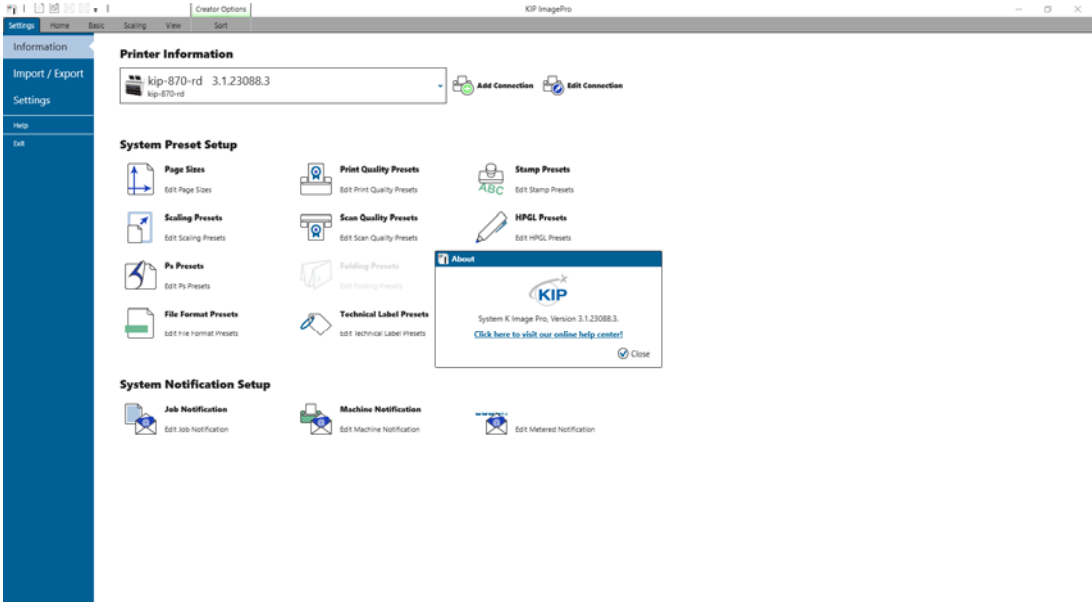 Creator Options
KIP ImagePro
Settings Home Basic Scaling View Sort
Information
Import / Export
Settings
Help
Exit
Printer Information
kip-870-rd 3.1.23088.3
kip-870-rd
Add Connection
Edit Connection
System Preset Setup
Page Sizes
Edit Page Sizes
Print Quality Presets
Edit Print Quality Presets
Stamp Presets
ABC
Edit Stamp Presets
Scaling Presets
Edit Scaling Presets
Scan Quality Presets
Edit Scan Quality Presets
HPGL Presets
Edit HPGL Presets
Ps Presets
Edit Ps Presets
Folding Presets
Edit Folding Presets
File Format Presets
Edit File Format Presets
Technical Label Presets
Edit Technical Label Presets
About
KIP
System K Image Pro, Version 3.1.23088.3.
Click here to visit our online help center!
Close
System Notification Setup
Job Notification
@
Edit Job Notification
Machine Notification
@
Edit Machine Notification
@
Edit Metered Notification